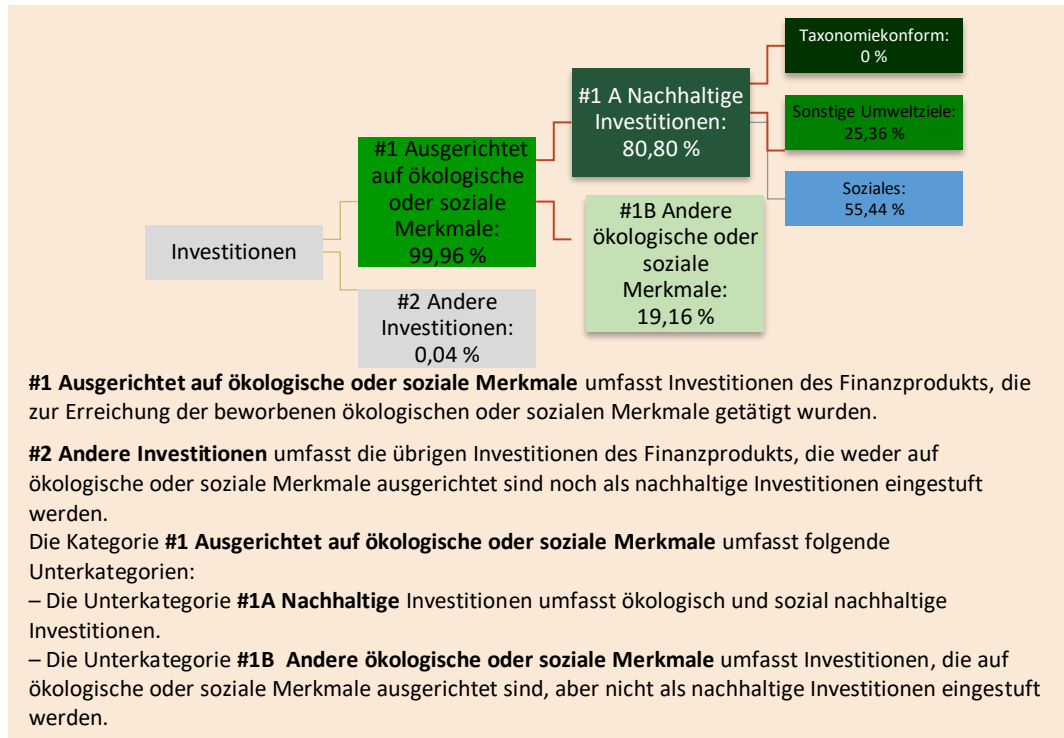 Taxonomiekonform:
0 %
#1 A Nachhaltige
Investitionen:
80,80 %
Sonstige Umweltziele:
25,36 %
#1 Ausgerichtet
auf ökologische
oder soziale
Merkmale:
99,96 %
Soziales:
55,44 %
#1B Andere
ökologische oder
soziale
Merkmale:
19,16 %
Investitionen
#2 Andere
Investitionen:
0,04 %
#1 Ausgerichtet auf ökologische oder soziale Merkmale umfasst Investitionen des Finanzprodukts, die
zur Erreichung der beworbenen ökologischen oder sozialen Merkmale getätigt wurden.
#2 Andere Investitionen umfasst die übrigen Investitionen des Finanzprodukts, die weder auf
ökologische oder soziale Merkmale ausgerichtet sind noch als nachhaltige Investitionen eingestuft
werden.
Die Kategorie #1 Ausgerichtet auf ökologische oder soziale Merkmale umfasst folgende
Unterkategorien:
– Die Unterkategorie #1A Nachhaltige Investitionen umfasst ökologisch und sozial nachhaltige
Investitionen.
– Die Unterkategorie #1B Andere ökologische oder soziale Merkmale umfasst Investitionen, die auf
ökologische oder soziale Merkmale ausgerichtet sind, aber nicht als nachhaltige Investitionen eingestuft
werden.